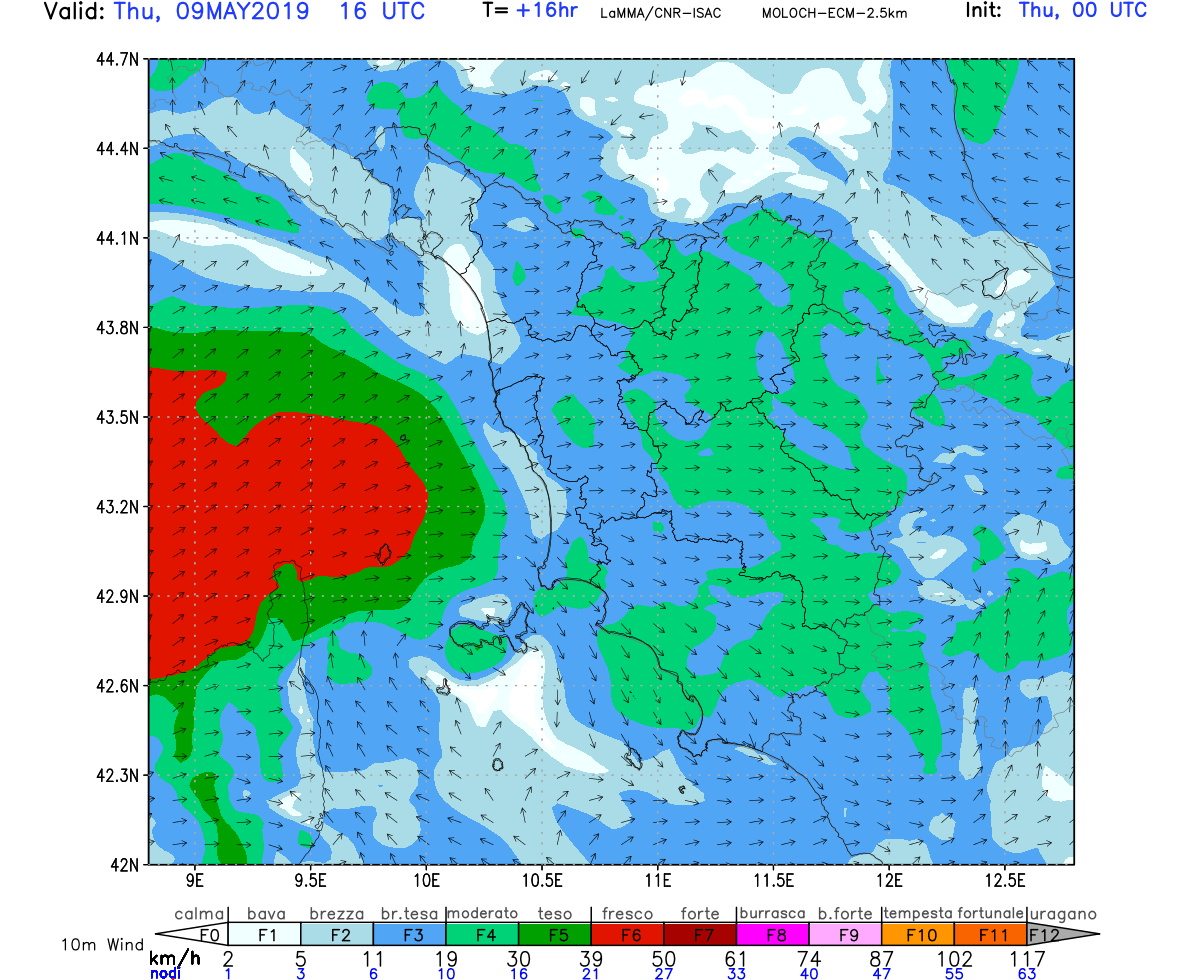 Valid: Thu, 09MAY2019 16 UTC T= +16hr LaMMA/CNR-ISAC MOLOCH-ECM-2.5km Init: Thu, 00 UTC
44.7N
44.4N
44.1N
43.8N
43.5N
43.2N
42.9N
42.6N
42.3N
42N
9E 9.5E 10E 10.5E 11E 11.5E 12E 12.5E
calma bava brezza br.tesa moderato teso fresco forte burrasca b.forte tempesta fortunale uragano
F0 F1 F2 F3 F4 F5 F6 F7 F8 F9 F10 F11 F12
10m Wind
km/h 2 5 11 19 30 39 50 61 74 87 102 117
nodi 1 3 6 10 16 21 27 33 40 47 55 63